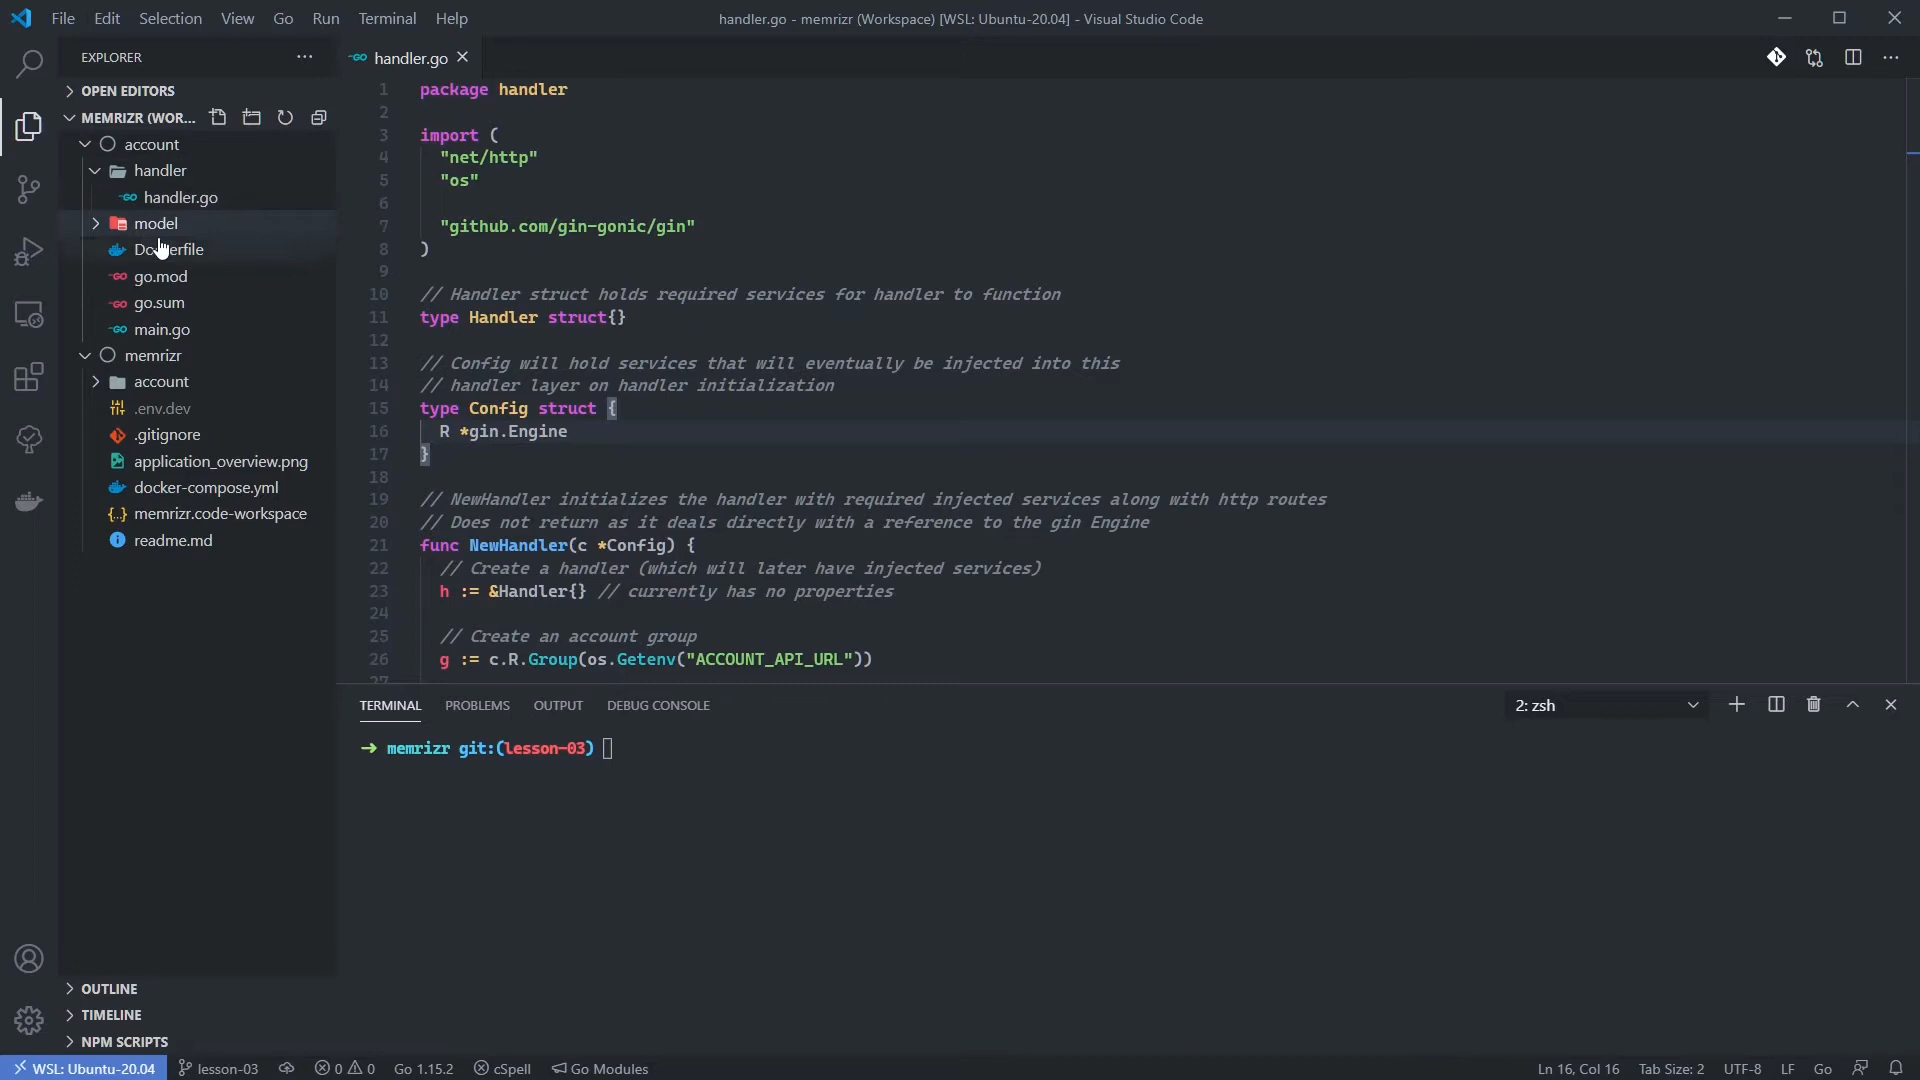 File Edit Selection View Go Run Terminal Help
handler.go - memrizr (Workspace) [WSL: Ubuntu-20.04] - Visual Studio Code
EXPLORER
OPEN EDITORS
MEMRIZR (WOR...
account
handler
handler.go
model
Dockerfile
go.mod
go.sum
main.go
memrizr
account
.env.dev
.gitignore
application_overview.png
docker-compose.yml
memrizr.code-workspace
readme.md
OUTLINE
TIMELINE
NPM SCRIPTS
handler.go
1 package handler
2
3 import (
4 "net/http"
5 "os"
6
7 "github.com/gin-gonic/gin"
8 )
9
10 // Handler struct holds required services for handler to function
11 type Handler struct{}
12
13 // Config will hold services that will eventually be injected into this
14 // handler layer on handler initialization
15 type Config struct {
16 R *gin.Engine
17 }
18
19 // NewHandler initializes the handler with required injected services along with http routes
20 // Does not return as it deals directly with a reference to the gin Engine
21 func NewHandler(c *Config) {
22 // Create a handler (which will later have injected services)
23 h := &Handler{} // currently has no properties
24
25 // Create an account group
26 g := c.R.Group(os.Getenv("ACCOUNT_API_URL"))
27
TERMINAL PROBLEMS OUTPUT DEBUG CONSOLE
2: zsh
➜ memrizr git:(lesson-03)
WSL: Ubuntu-20.04 lesson-03 0 0 Go 1.15.2 cSpell Go Modules
Ln 16, Col 16 Tab Size: 2 UTF-8 LF Go